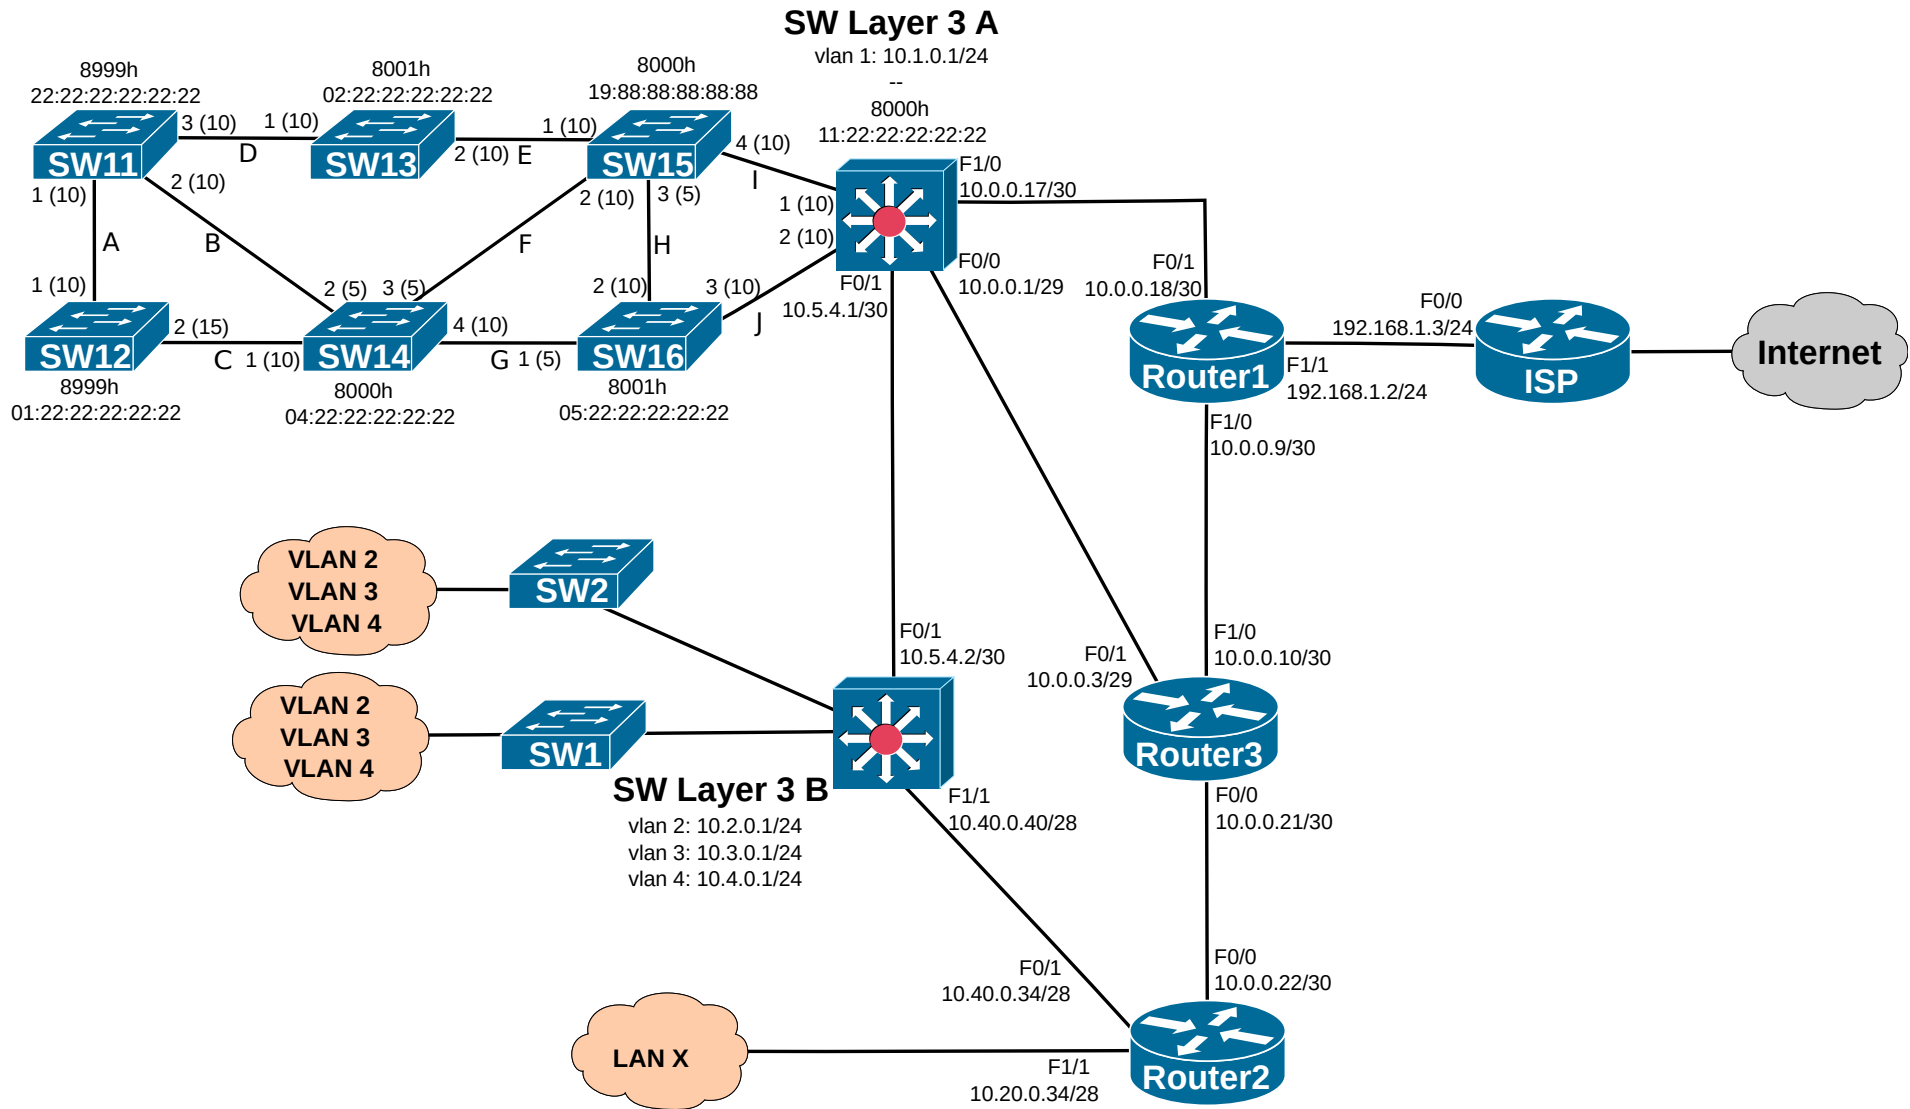 SW Layer 3 A
vlan 1: 10.1.0.1/24
--
8000h
11:22:22:22:22:22
8999h
22:22:22:22:22:22
8001h
02:22:22:22:22:22
8000h
19:88:88:88:88:88
3 (10)
1 (10)
D
SW11
SW13
2 (10)
E
1 (10)
SW15
4 (10)
I
1 (10)
2 (10)
2 (10)
3 (5)
1 (10)
2 (10)
F1/0
10.0.0.17/30
A
B
F
H
F0/0
10.0.0.1/29
F0/1
10.5.4.1/30
F0/1
10.0.0.18/30
1 (10)
2 (5)
3 (5)
2 (10)
3 (10)
J
SW12
2 (15)
C
1 (10)
SW14
4 (10)
G
1 (5)
SW16
8999h
01:22:22:22:22:22
8000h
04:22:22:22:22:22
8001h
05:22:22:22:22:22
F0/0
192.168.1.3/24
Router1
F1/1
192.168.1.2/24
ISP
Internet
F1/0
10.0.0.9/30
VLAN 2
VLAN 3
VLAN 4
SW2
F0/1
10.5.4.2/30
F0/1
10.0.0.3/29
F1/0
10.0.0.10/30
VLAN 2
VLAN 3
VLAN 4
SW1
SW Layer 3 B
vlan 2: 10.2.0.1/24
vlan 3: 10.3.0.1/24
vlan 4: 10.4.0.1/24
F1/1
10.40.0.40/28
Router3
F0/0
10.0.0.21/30
F0/1
10.40.0.34/28
F0/0
10.0.0.22/30
LAN X
F1/1
10.20.0.34/28
Router2